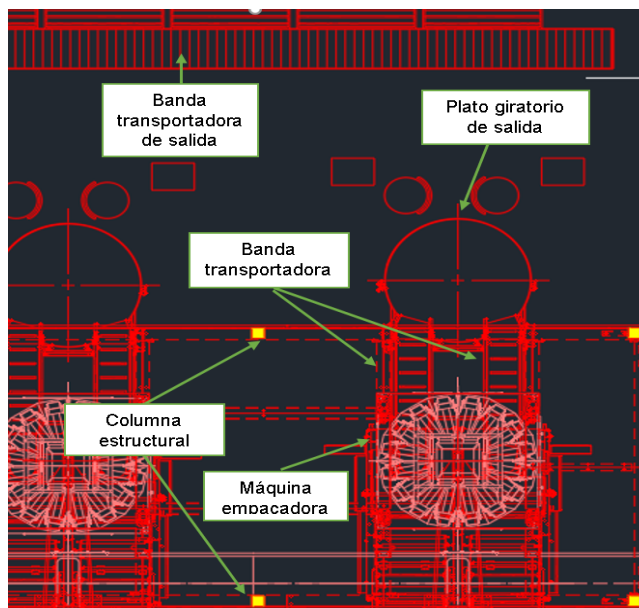 Banda
transportadora
de salida
Plato giratorio
de salida
Banda
transportadora
Columna
estructural
Máquina
empacadora